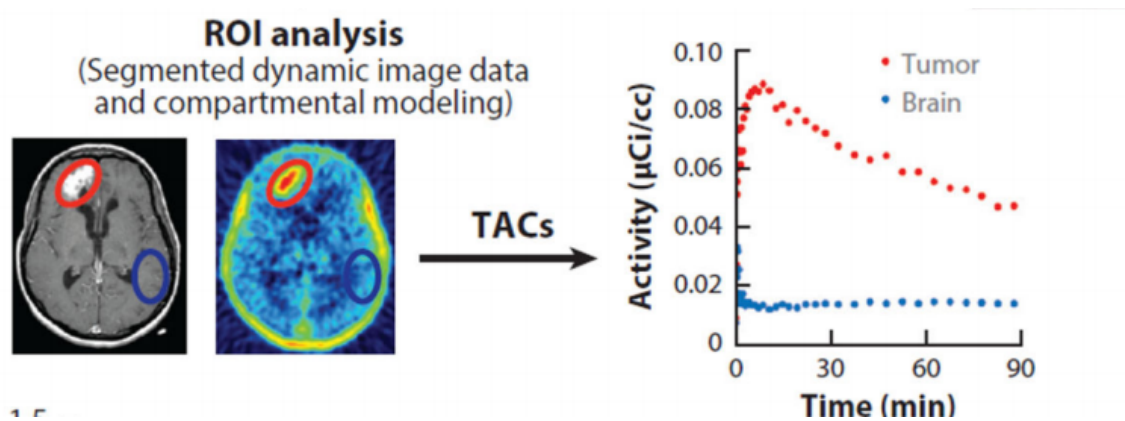 ROI analysis
(Segmented dynamic image data
and compartmental modeling)
TACs
Activity (µCi/cc)
0.10
0.08
0.06
0.04
0.02
0
Tumor
Brain
0 30 60 90
Time (min)